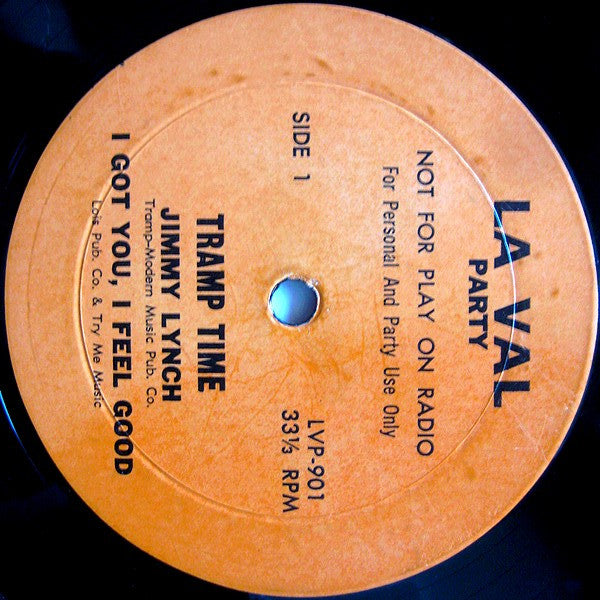 LA VAL
PARTY
NOT FOR PLAY ON RADIO
For Personal And Party Use Only
SIDE 1
LVP-901
33⅓ RPM
TRAMP TIME
JIMMY LYNCH
Tramp-Modern Music Pub. Co.
I GOT YOU, I FEEL GOOD
Lois Pub. Co. & Try Me Music